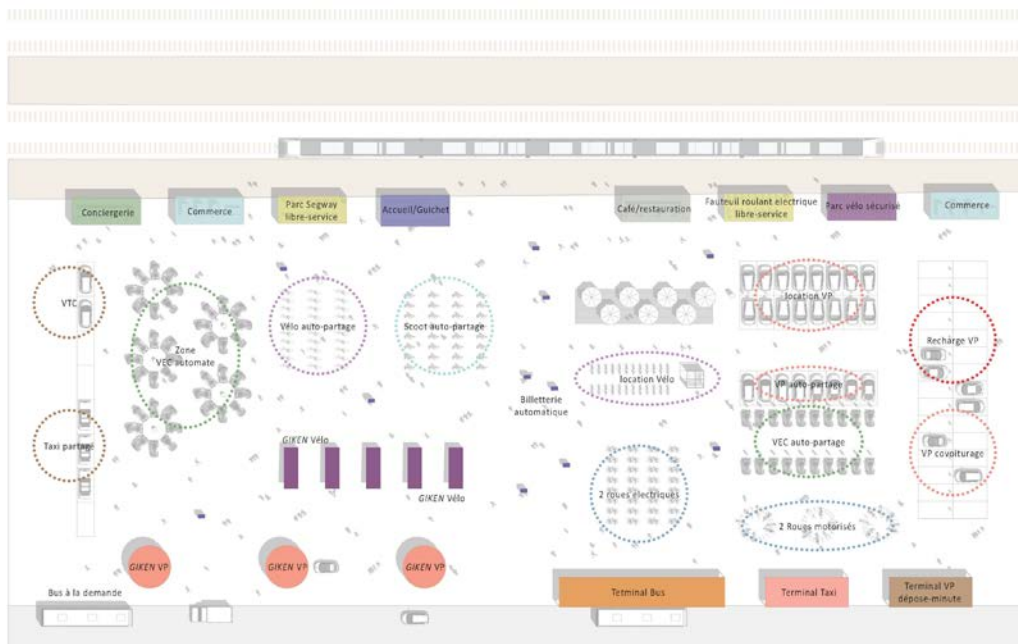 Conciergerie
Commerce
Parc Segway
libre-service
Accueil/Guichet
Café/restauration
Fauteuil roulant electrique
libre-service
Parc vélo sécurisé
Commerce
VTC
Zone
VEC automate
Vélo auto-partage
Scoot auto-partage
location VP
Recharge VP
location Vélo
VP auto-partage
Billetterie
automatique
Taxi partagé
GIKEN Vélo
GIKEN Vélo
2 roues électriques
VEC auto-partage
VP covoiturage
2 Roues motorisés
GIKEN VP
GIKEN VP
GIKEN VP
Bus à la demande
Terminal Bus
Terminal Taxi
Terminal VP
dépose-minute